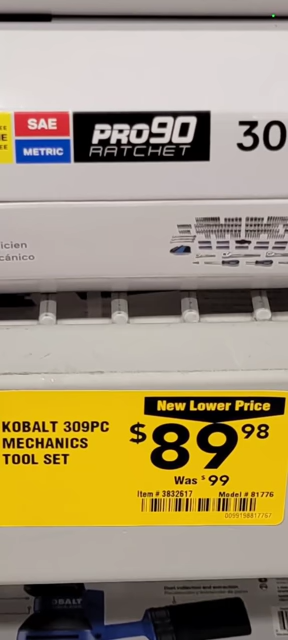 SAE
METRIC
PRO90
RATCHET
30
icien
cánico
New Lower Price
KOBALT 309PC
MECHANICS
TOOL SET
$89 98
Was $99
Item # 3832617 Model # 81776